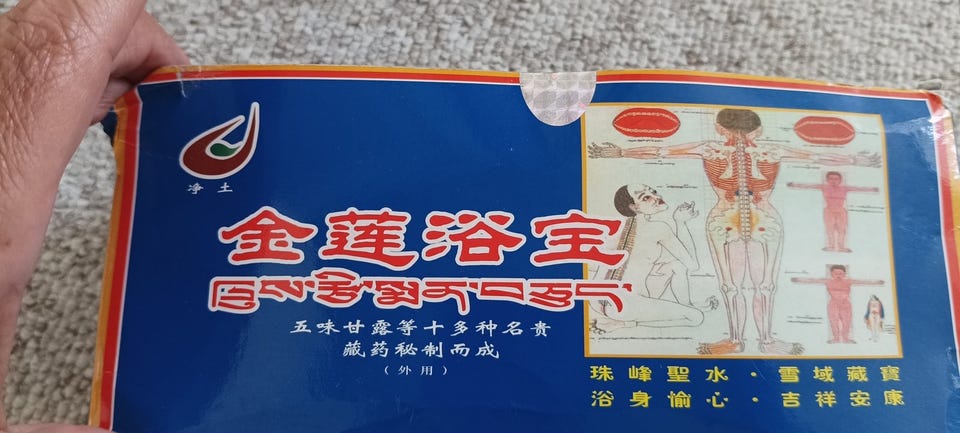 净土
金莲浴宝
五味甘露等十多种名贵
藏药秘制而成
(外用)
珠峰聖水·雪域藏寶
浴身愉心·吉祥安康